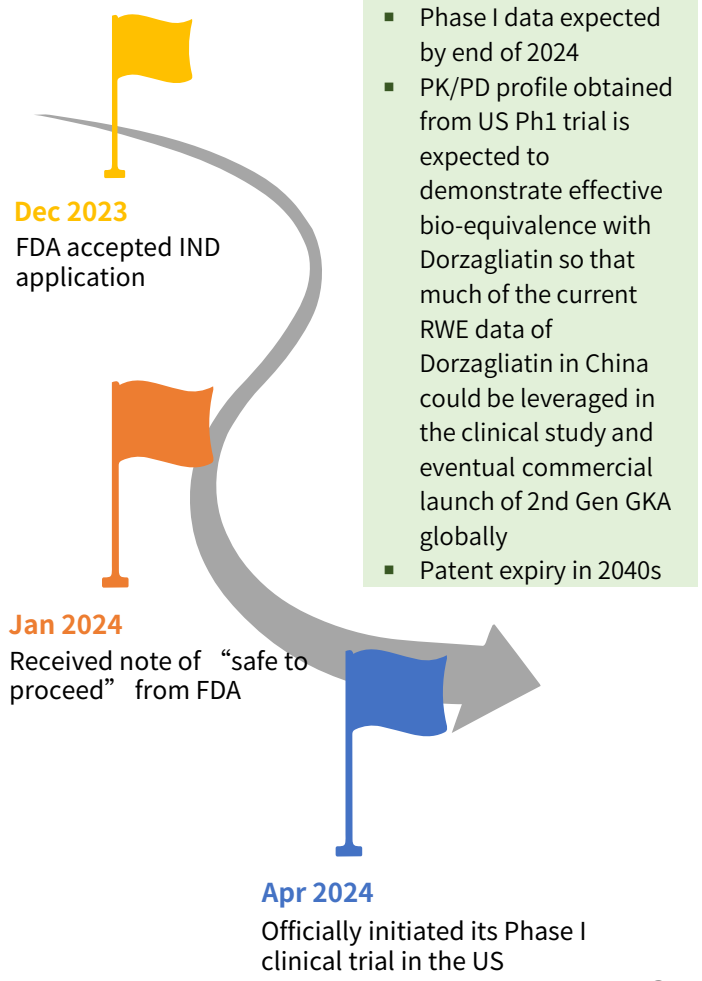 ▪ Phase I data expected
by end of 2024
▪ PK/PD profile obtained
from US Ph1 trial is
expected to
demonstrate effective
bio-equivalence with
Dorzagliatin so that
much of the current
RWE data of
Dorzagliatin in China
could be leveraged in
the clinical study and
eventual commercial
launch of 2nd Gen GKA
globally
▪ Patent expiry in 2040s
Dec 2023
FDA accepted IND
application
Jan 2024
Received note of “safe to
proceed” from FDA
Apr 2024
Officially initiated its Phase I
clinical trial in the US